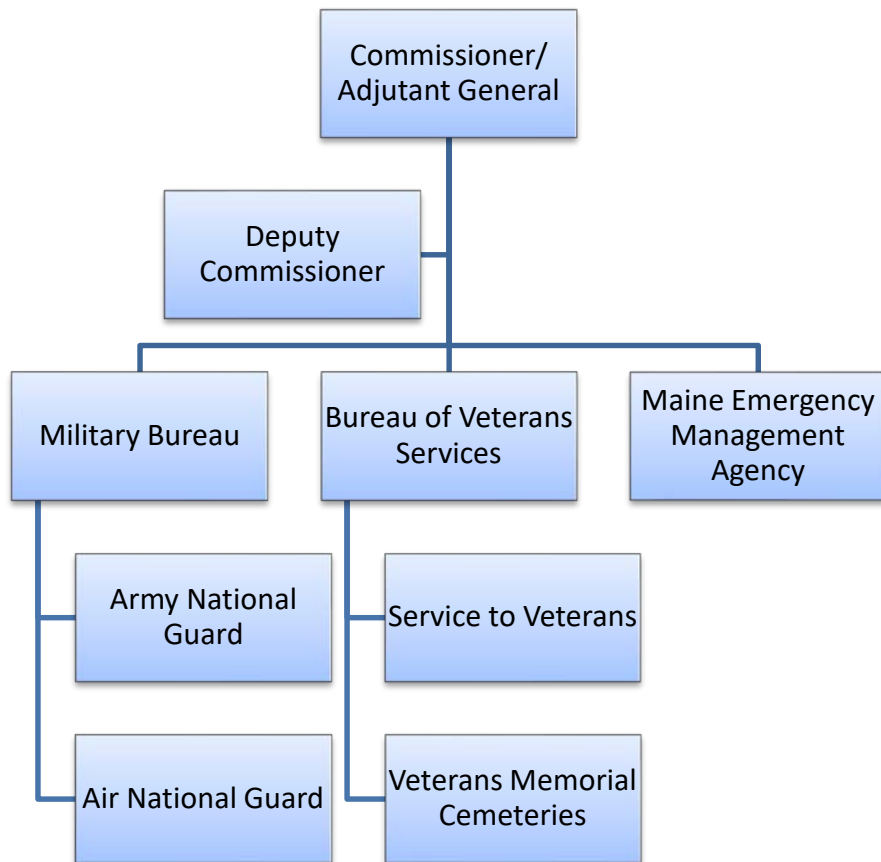 Commissioner/
Adjutant General
Deputy
Commissioner
Military Bureau
Bureau of Veterans
Services
Maine Emergency
Management
Agency
Army National
Guard
Service to Veterans
Air National Guard
Veterans Memorial
Cemeteries